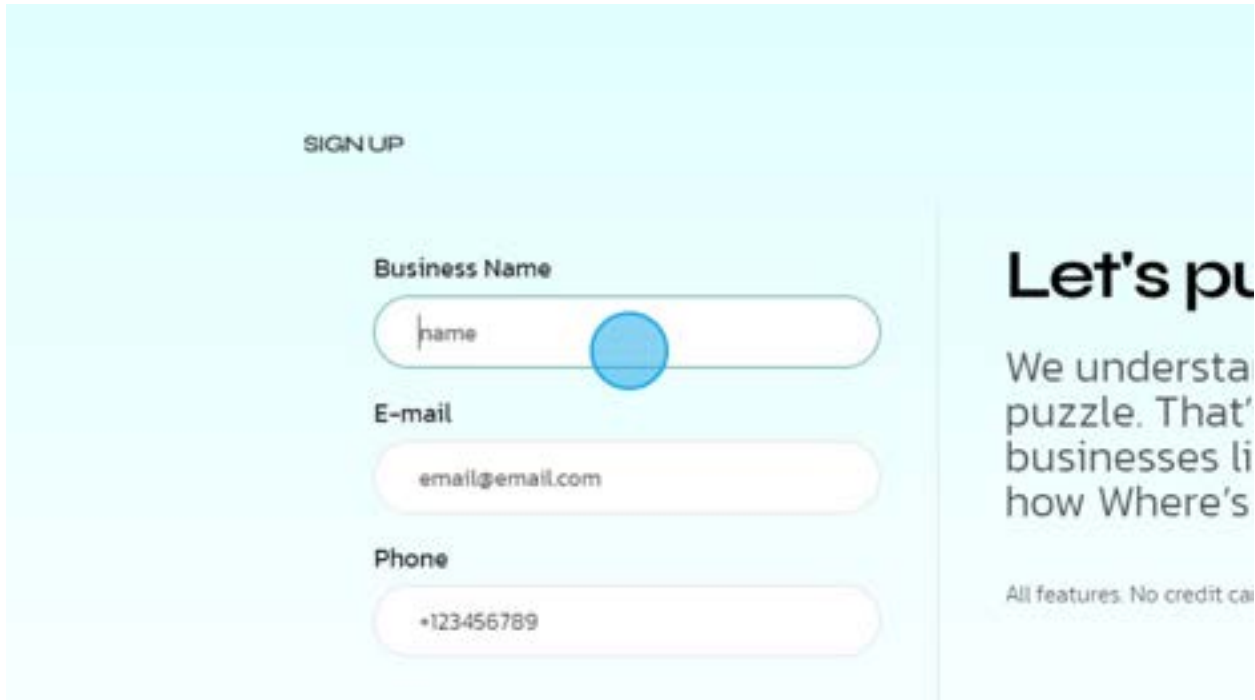 SIGN UP
Business Name
name
E-mail
email@email.com
Phone
+123456789
Let's pu
We understa
puzzle. That'
businesses li
how Where's
All features. No credit ca